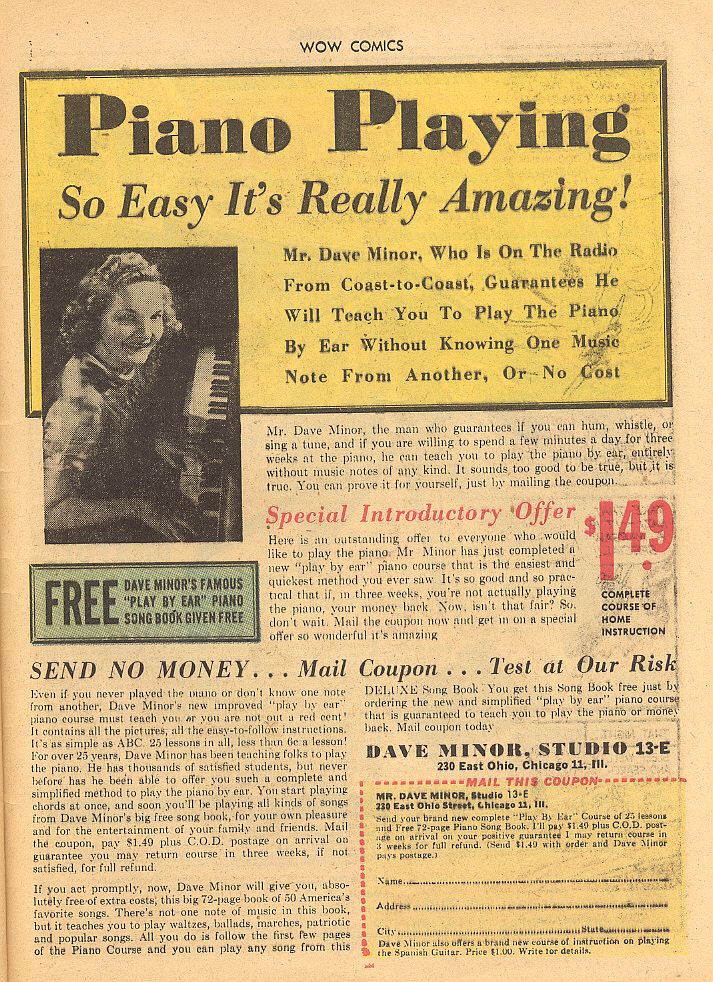 WOW COMICS
Piano Playing
So Easy It's Really Amazing!
Mr. Dave Minor, Who Is On The Radio
From Coast-to-Coast, Guarantees He
Will Teach You To Play The Piano
By Ear Without Knowing One Music
Note From Another, Or No Cost
Mr. Dave Minor, the man who guarantees if you can hum, whistle, or
sing a tune, and if you are willing to spend a few minutes a day for three
weeks at the piano, he can teach you to play the piano by ear, entirely
without music notes of any kind. It sounds too good to be true, but it is
true. You can prove it for yourself, just by mailing the coupon.
Special Introductory Offer
Here is an outstanding offer to everyone who would
like to play the piano. Mr Minor has just completed a
new "play by ear" piano course that is the easiest and
quickest method you ever saw. It's so good and so prac-
tical that if, in three weeks, you're not actually playing
the piano, your money back. Now, isn't that fair? So,
don't wait. Mail the coupon now and get in on a special
offer so wonderful it's amazing
$1.49
COMPLETE
COURSE OF
HOME
INSTRUCTION
FREE
DAVE MINOR'S FAMOUS
"PLAY BY EAR" PIANO
SONG BOOK GIVEN FREE
SEND NO MONEY... Mail Coupon... Test at Our Risk
Even if you never played the piano or don't know one note
from another, Dave Minor's new improved "play by ear"
piano course must teach you or you are not out a red cent!
It contains all the pictures, all the easy-to-follow instructions.
It's as simple as ABC. 25 lessons in all, less than 6c a lesson!
For over 25 years, Dave Minor has been teaching folks to play
the piano. He has thousands of satisfied students, but never
before has he been able to offer you such a complete and
simplified method to play the piano by ear. You start playing
chords at once, and soon you'll be playing all kinds of songs
from Dave Minor's big free song book, for your own pleasure
and for the entertainment of your family and friends. Mail
the coupon, pay $1.49 plus C.O.D. postage on arrival on
guarantee you may return course in three weeks, if not
satisfied, for full refund.
If you act promptly, now, Dave Minor will give you, abso-
lutely free of extra costs, this big 72-page book of 50 America's
favorite songs. There's not one note of music in this book,
but it teaches you to play waltzes, ballads, marches, patriotic
and popular songs. All you do is follow the first few pages
of the Piano Course and you can play any song from this
DELUXE Song Book. You get this Song Book free just by
ordering the new and simplified "play by ear" piano course
that is guaranteed to teach you to play the piano or money
back. Mail coupon today
DAVE MINOR, STUDIO 13-E
230 East Ohio, Chicago 11, Ill.
MAIL THIS COUPON
MR. DAVE MINOR, Studio 13-E
230 East Ohio Street, Chicago 11, Ill.
Send your brand new complete "Play By Ear" Course of 25 lessons
and Free 72-page Piano Song Book. I'll pay $1.49 plus C.O.D. post-
age on arrival on your positive guarantee I may return course in
3 weeks for full refund. (Send $1.49 with order and Dave Minor
pays postage.)
Name
Address
City State
Dave Minor also offers a brand new course of instruction on playing
the Spanish Guitar. Price $1.00. Write for details.